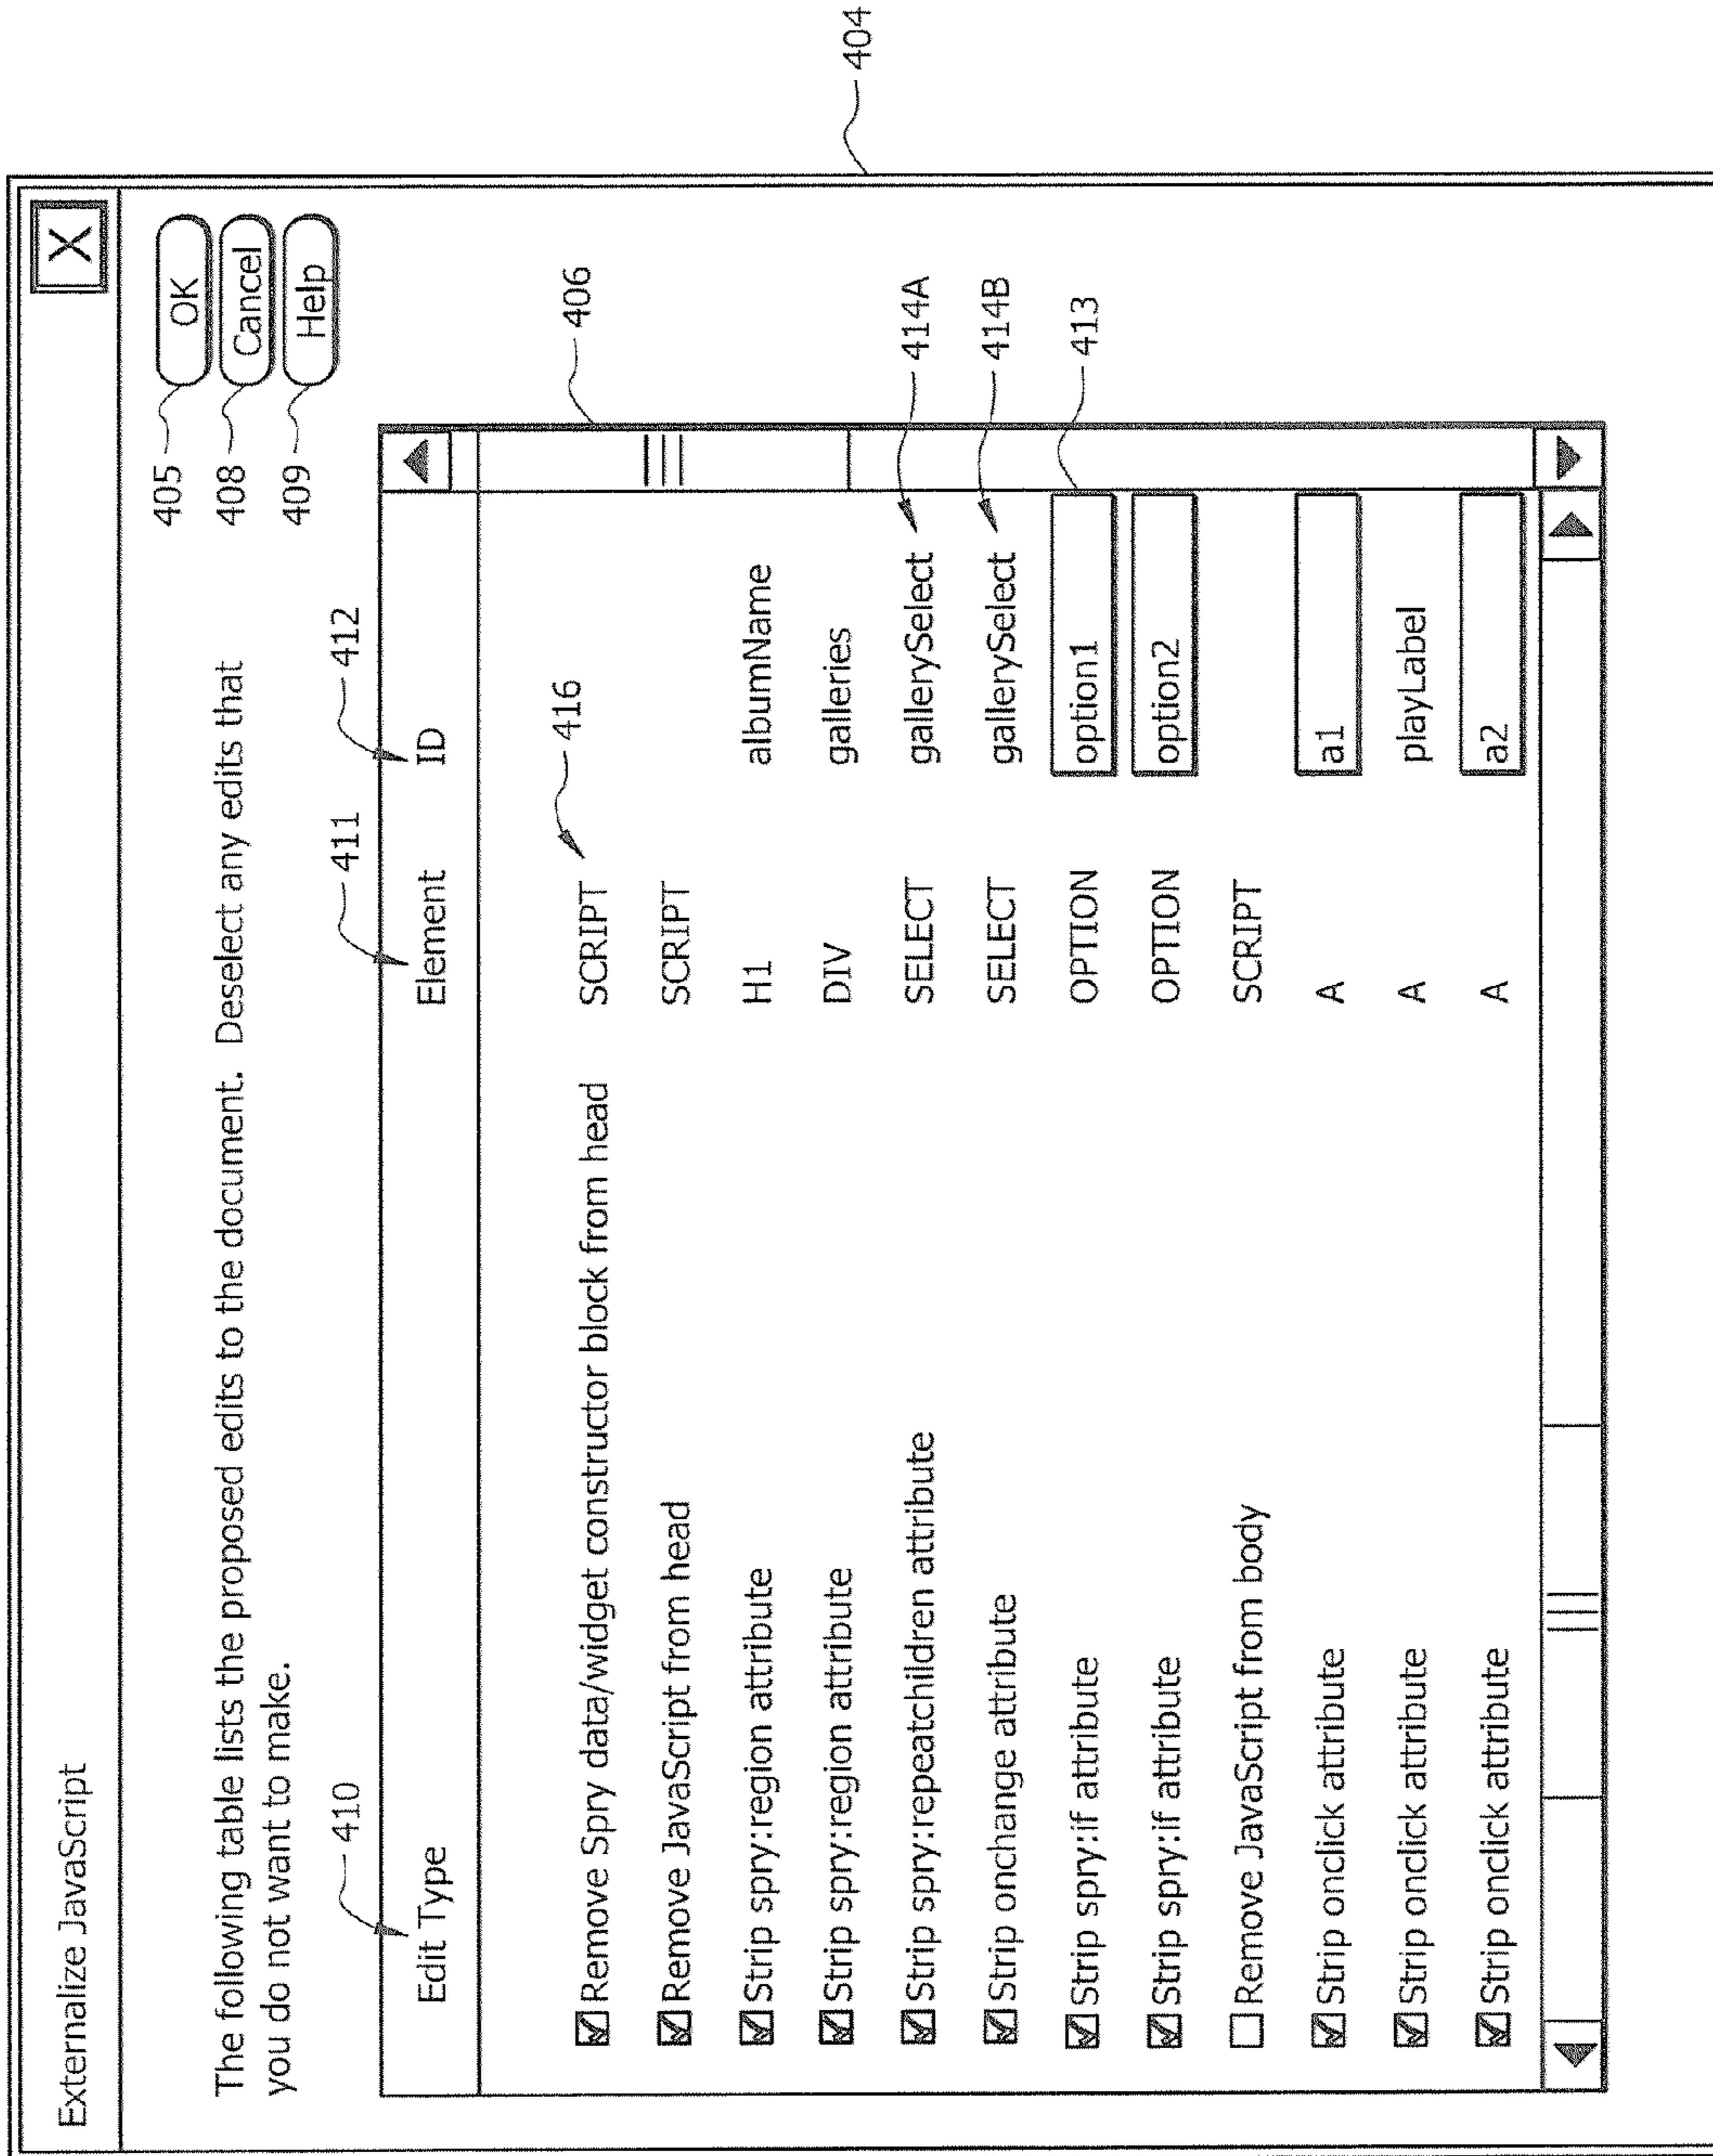 Externalize JavaScript
X
The following table lists the proposed edits to the document. Deselect any edits that
you do not want to make.
405 OK
408 Cancel
409 Help
410 411 412
Edit Type Element ID
416
Remove Spry data/widget constructor block from head SCRIPT
Remove JavaScript from head SCRIPT
406
Strip spry:region attribute H1 albumName
Strip spry:region attribute DIV galleries
Strip spry:repeatchildren attribute SELECT gallerySelect 414A
Strip onchange attribute SELECT gallerySelect 414B
Strip spry:if attribute OPTION option1 413
Strip spry:if attribute OPTION option2
Remove JavaScript from body SCRIPT
Strip onclick attribute A a1
Strip onclick attribute A playLabel
Strip onclick attribute A a2
404